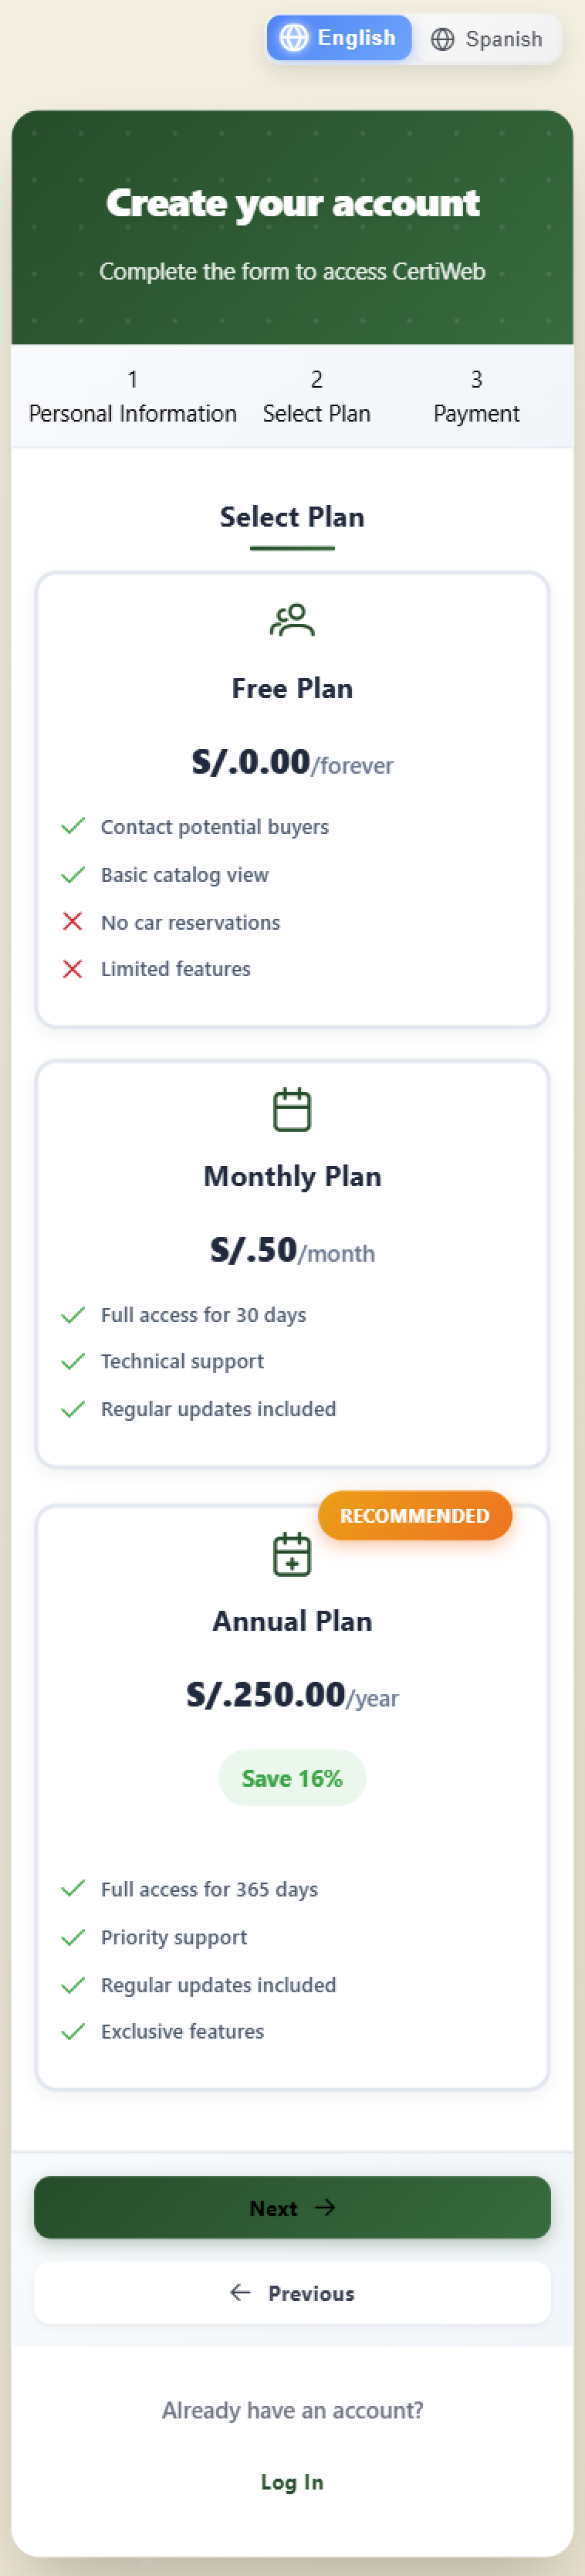 English Spanish
Create your account
Complete the form to access CertiWeb
1 2 3
Personal Information Select Plan Payment
Select Plan
Free Plan
S/.0.00/forever
Contact potential buyers
Basic catalog view
No car reservations
Limited features
Monthly Plan
S/.50/month
Full access for 30 days
Technical support
Regular updates included
RECOMMENDED
Annual Plan
S/.250.00/year
Save 16%
Full access for 365 days
Priority support
Regular updates included
Exclusive features
Next
Previous
Already have an account?
Log In